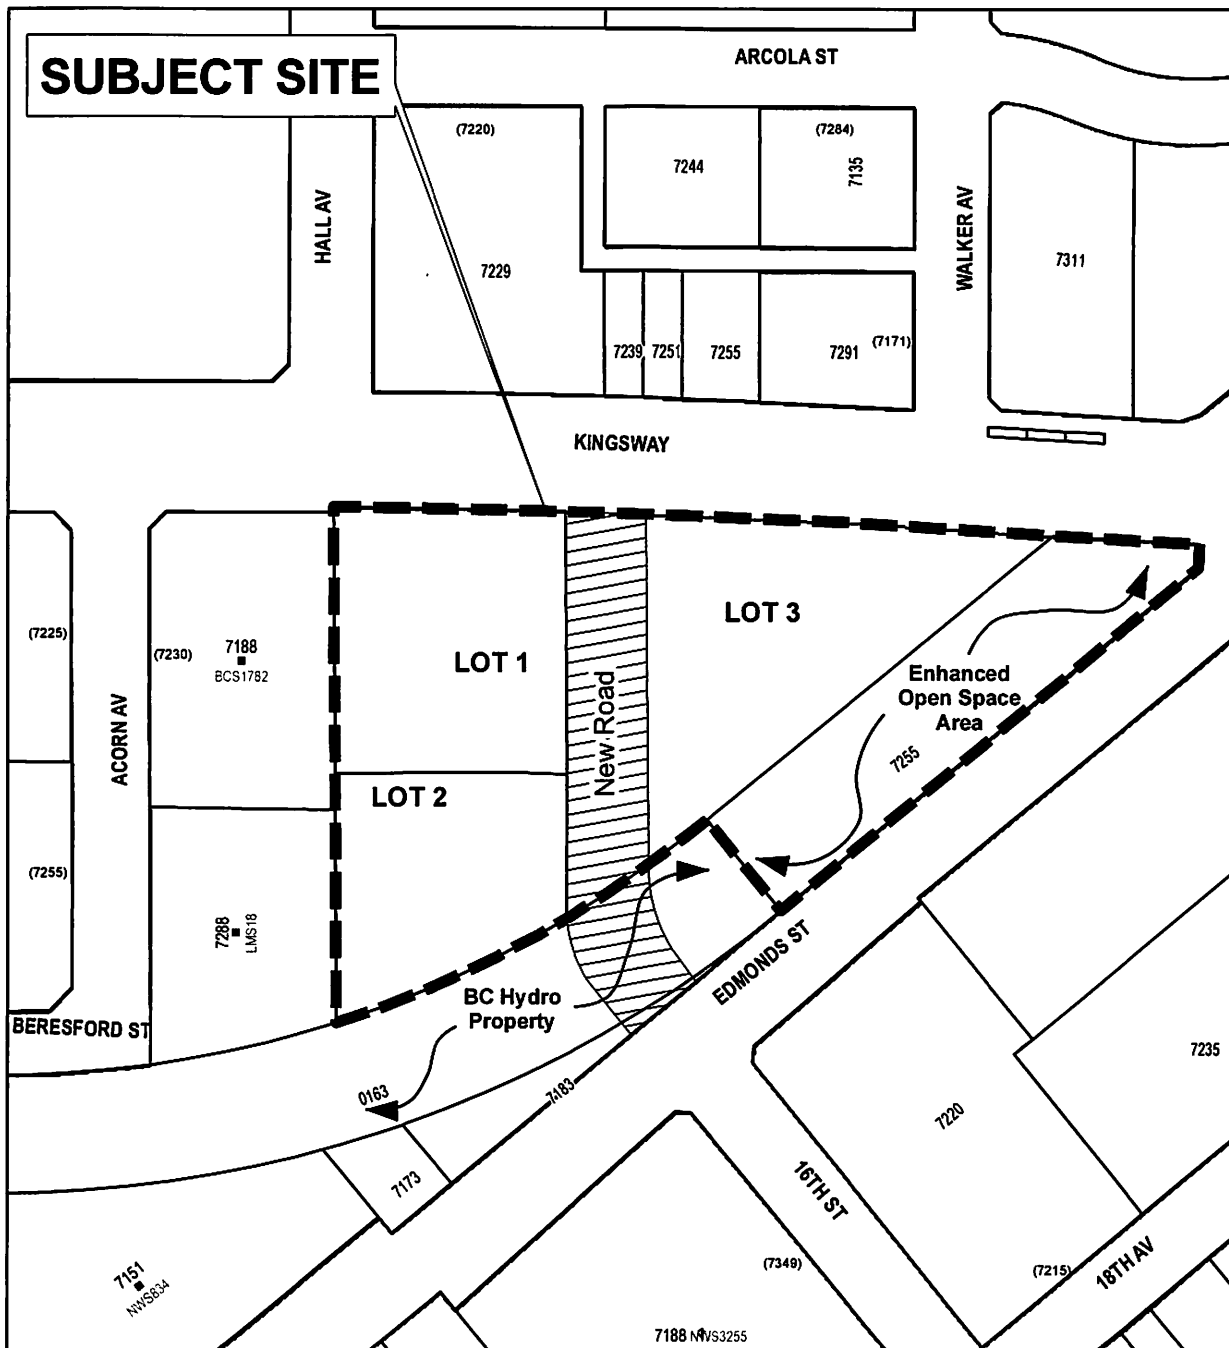 ARCOLA ST
SUBJECT SITE
(7220)
(7284)
7244
7135
HALL AV
WALKER AV
7229
7311
7239
7251
7255
7291
(7171)
KINGSWAY
LOT 3
(7225)
7188
(7230)
BCS1782
LOT 1
Enhanced
Open Space
Area
New Road
ACORN AV
7255
LOT 2
(7255)
7288
LMS18
EDMONDS ST
BC Hydro
Property
BERESFORD ST
7235
0163
7183
7220
7173
16TH ST
(7349)
(7215)
18TH AV
7151
NWS834
7188 NWS3255